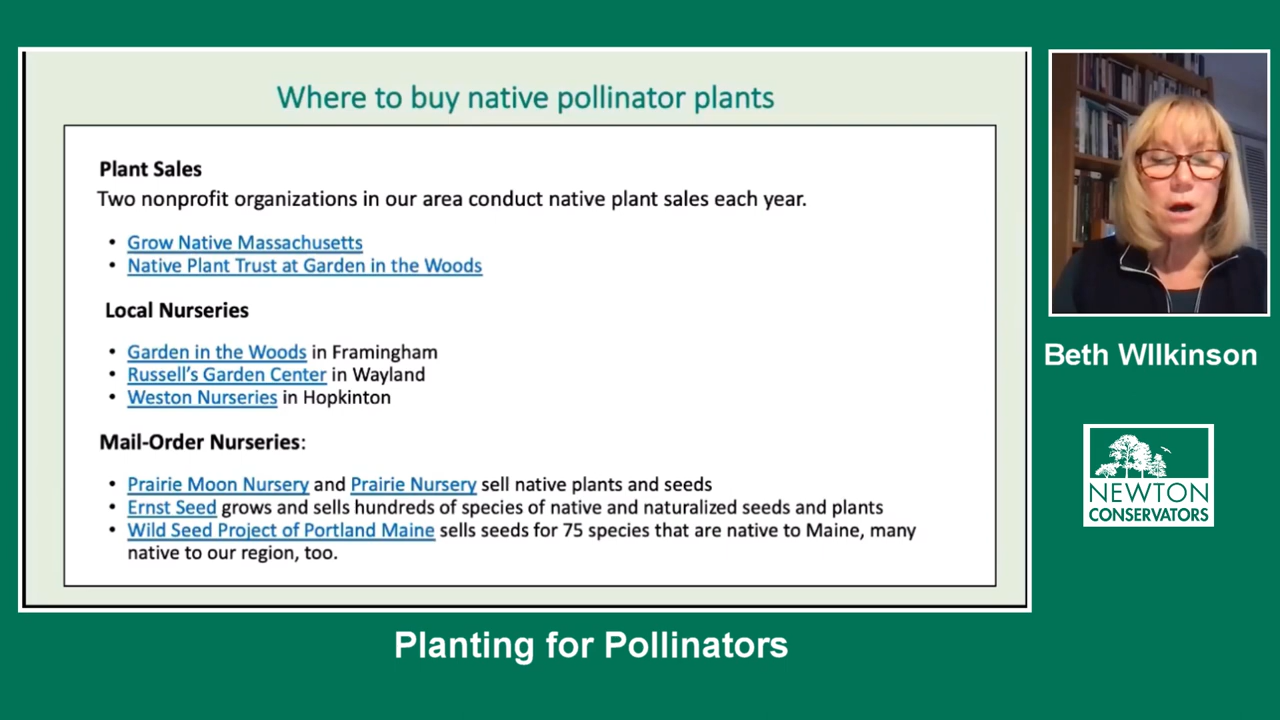 Where to buy native pollinator plants
Plant Sales
Two nonprofit organizations in our area conduct native plant sales each year.
• Grow Native Massachusetts
• Native Plant Trust at Garden in the Woods
Local Nurseries
• Garden in the Woods in Framingham
• Russell's Garden Center in Wayland
• Weston Nurseries in Hopkinton
Mail-Order Nurseries:
• Prairie Moon Nursery and Prairie Nursery sell native plants and seeds
• Ernst Seed grows and sells hundreds of species of native and naturalized seeds and plants
• Wild Seed Project of Portland Maine sells seeds for 75 species that are native to Maine, many
native to our region, too.
Beth WIlkinson
NEWTON
CONSERVATORS
Planting for Pollinators